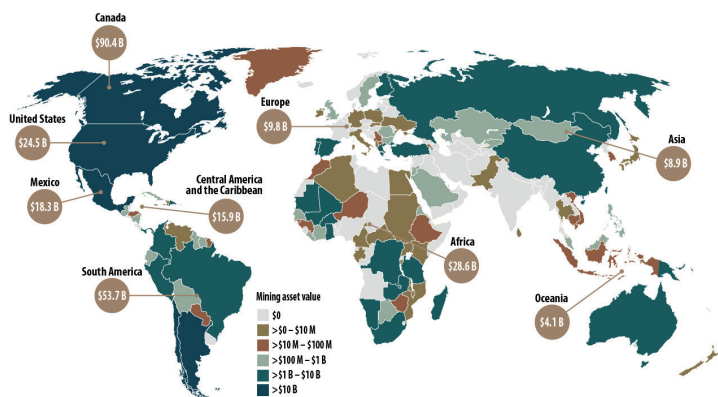 Canada
$90.4 B
United States
$24.5 B
Mexico
$18.3 B
Central America
and the Caribbean
$15.9 B
South America
$53.7 B
Europe
$9.8 B
Africa
$28.6 B
Asia
$8.9 B
Oceania
$4.1 B
Mining asset value
$0
>$0 – $10 M
>$10 M – $100 M
>$100 M – $1 B
>$1 B – $10 B
>$10 B